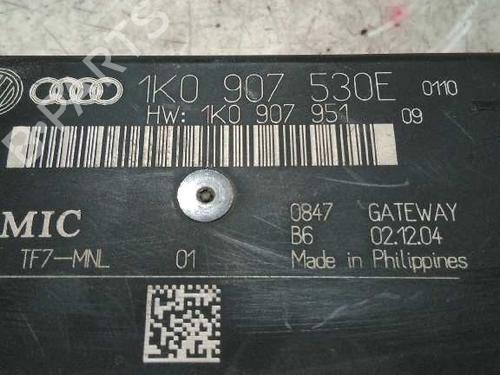 1K0 907 530E 0110
HW: 1K0 907 951 09
MIC
0847 GATEWAY
B6 02.12.04
TF7-MNL 01 Made in Philippines